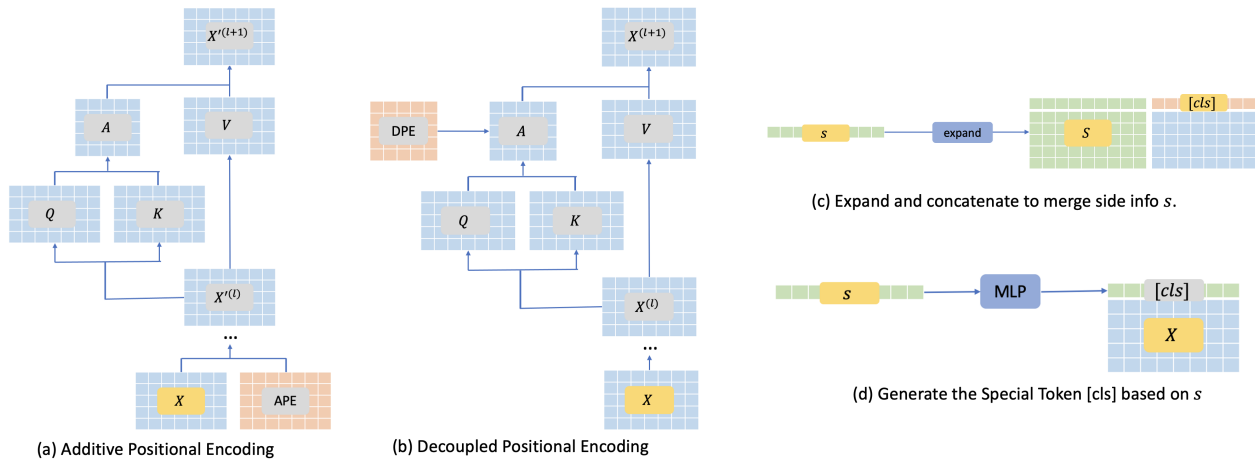 X′^(l+1)
A
V
Q
K
X′^(l)
...
X
APE
(a) Additive Positional Encoding
X^(l+1)
DPE
A
V
Q
K
X^(l)
...
X
(b) Decoupled Positional Encoding
s
expand
S
[cls]
(c) Expand and concatenate to merge side info s.
s
MLP
[cls]
X
(d) Generate the Special Token [cls] based on s